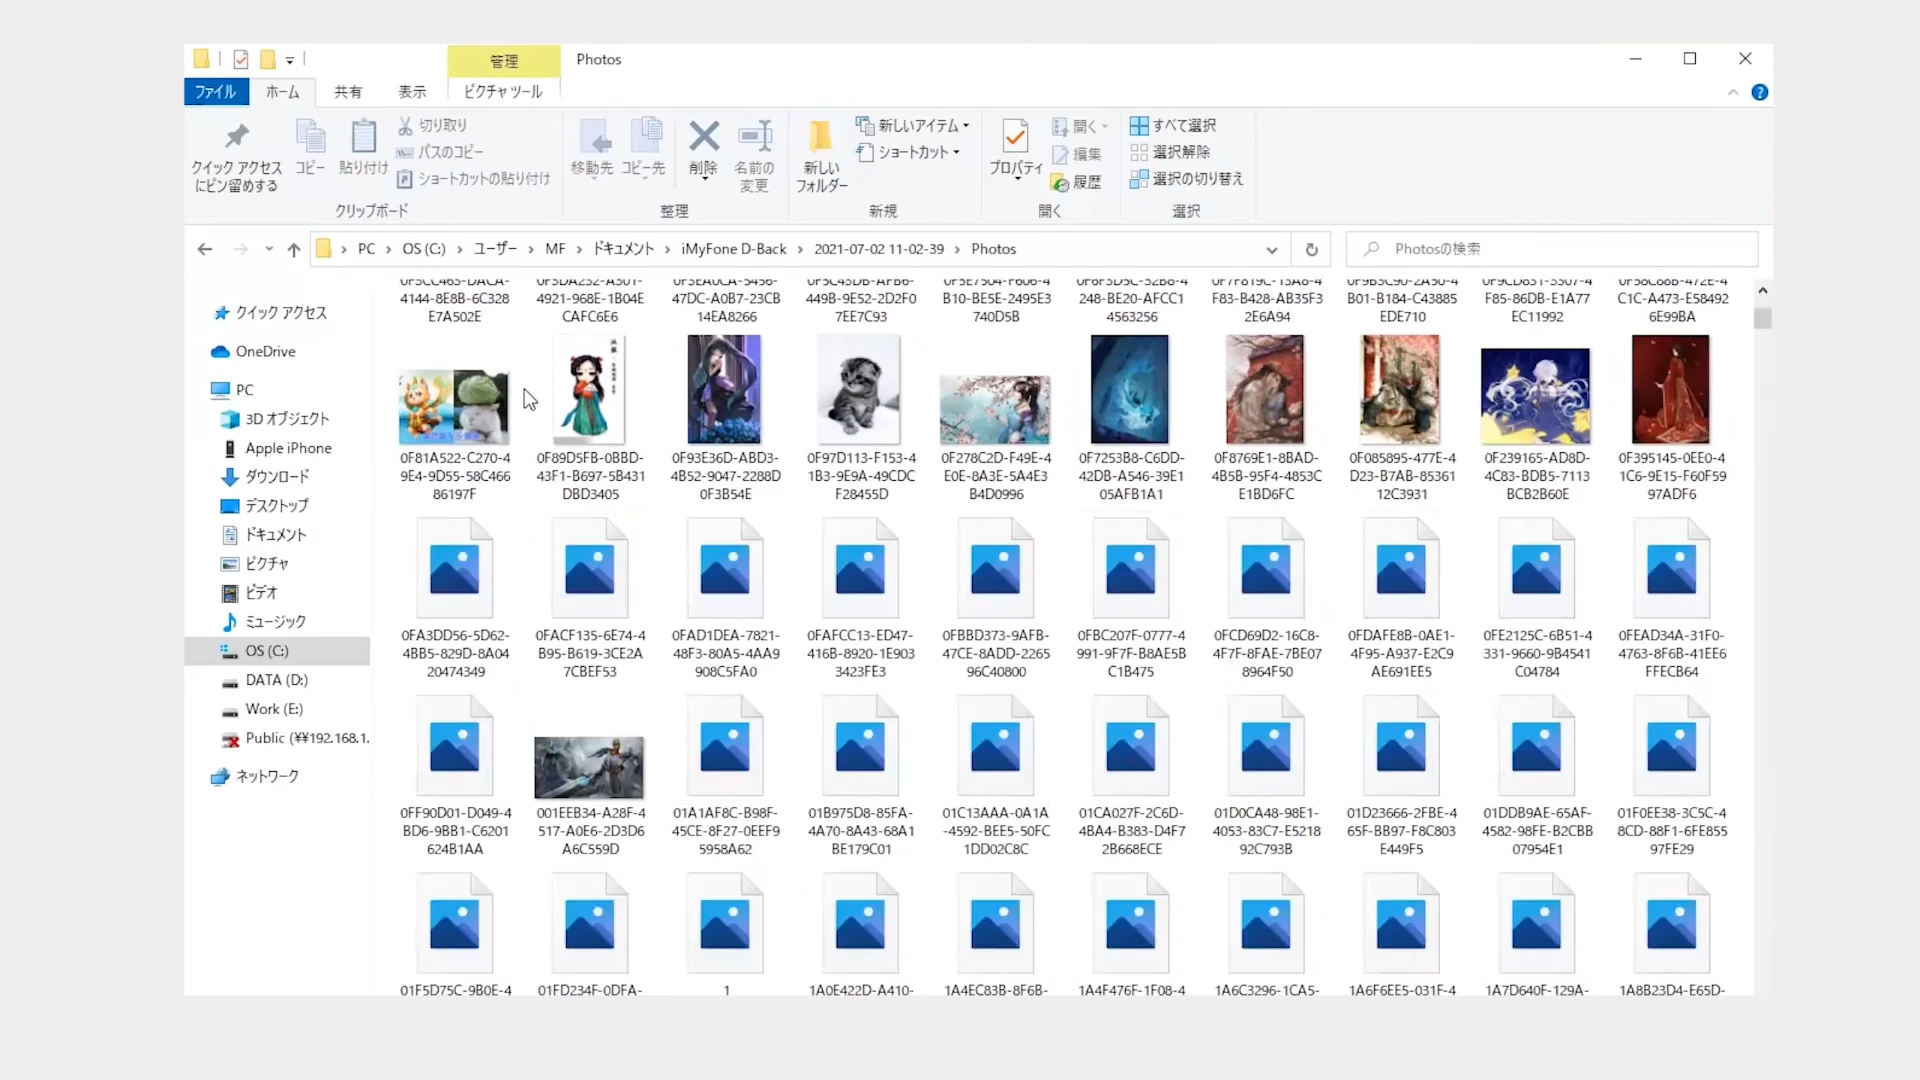 管理
Photos
ファイル
ホーム
共有
表示
ピクチャ ツール
クイック アクセス
にピン留めする
コピー
貼り付け
切り取り
パスのコピー
ショートカットの貼り付け
クリップボード
移動先
コピー先
削除
名前の
変更
整理
新しい
フォルダー
新しいアイテム
ショートカット
新規
プロパティ
開く
編集
履歴
開く
すべて選択
選択解除
選択の切り替え
選択
PC › OS (C:) › ユーザー › MF › ドキュメント › iMyFone D-Back › 2021-07-02 11-02-39 › Photos
Photosの検索
クイック アクセス
OneDrive
PC
3D オブジェクト
Apple iPhone
ダウンロード
デスクトップ
ドキュメント
ピクチャ
ビデオ
ミュージック
OS (C:)
DATA (D:)
Work (E:)
Public (¥¥192.168.1.
ネットワーク
4144-8E8B-6C328
E7A502E
4921-968E-1B04E
CAFC6E6
47DC-A0B7-23CB
14EA8266
449B-9E52-2D2F0
7EE7C93
B10-BE5E-2495E3
740D5B
248-BE20-AFCC1
4563256
F83-B428-AB35F3
2E6A94
B01-B184-C43885
EDE710
F85-86DB-E1A77
EC11992
C1C-A473-E58492
6E99BA
0F81A522-C270-4
9E4-9D55-58C466
86197F
0F89D5FB-0BBD-
43F1-B697-5B431
DBD3405
0F93E36D-ABD3-
4B52-9047-2288D
0F3B54E
0F97D113-F153-4
1B3-9E9A-49CDC
F28455D
0F278C2D-F49E-4
E0E-8A3E-5A4E3
B4D0996
0F7253B8-C6DD-
42DB-A546-39E1
05AFB1A1
0F8769E1-8BAD-
4B5B-95F4-4853C
E1BD6FC
0F085895-477E-4
D23-B7AB-85361
12C3931
0F239165-AD8D-
4C83-BDB5-7113
BCB2B60E
0F395145-0EE0-4
1C6-9E15-F60F59
97ADF6
0FA3DD56-5D62-
4BB5-829D-8A04
20474349
0FACF135-6E74-4
B95-B619-3CE2A
7CBEF53
0FAD1DEA-7821-
48F3-80A5-4AA9
908C5FA0
0FAFCC13-ED47-
416B-8920-1E903
3423FE3
0FBBD373-9AFB-
47CE-8ADD-2265
96C40800
0FBC207F-0777-4
991-9F7F-B8AE5B
C1B475
0FCD69D2-16C8-
4F7F-8FAE-7BE07
8964F50
0FDAFE8B-0AE1-
4F95-A937-E2C9
AE691EE5
0FE2125C-6B51-4
331-9660-9B4541
C04784
0FEAD34A-31F0-
4763-8F6B-41EE6
FFECB64
0FF90D01-D049-4
BD6-9BB1-C6201
624B1AA
001EEB34-A28F-4
517-A0E6-2D3D6
A6C559D
01A1AF8C-B98F-
45CE-8F27-0EEF9
5958A62
01B975D8-85FA-
4A70-8A43-68A1
BE179C01
01C13AAA-0A1A
-4592-BEE5-50FC
1DD02C8C
01CA027F-2C6D-
4BA4-B383-D4F7
2B668ECE
01D0CA48-98E1-
4053-83C7-E5218
92C793B
01D23666-2FBE-4
65F-BB97-F8C803
E449F5
01DDB9AE-65AF-
4582-98FE-B2CBB
07954E1
01F0EE38-3C5C-4
8CD-88F1-6FE855
97FE29
01F5D75C-9B0E-4
01FD234F-0DFA-
1
1A0E422D-A410-
1A4EC83B-8F6B-
1A4F476F-1F08-4
1A6C3296-1CA5-
1A6F6EE5-031F-4
1A7D640F-129A-
1A8B23D4-E65D-